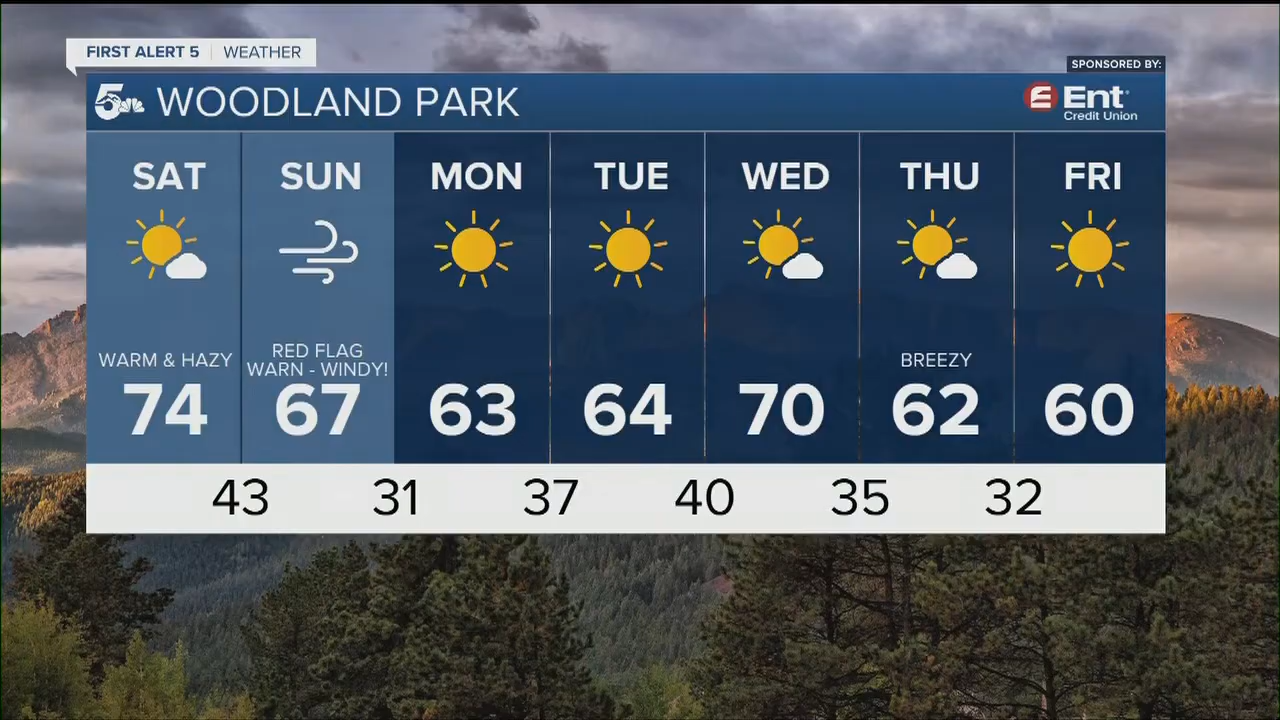 FIRST ALERT 5 | WEATHER
SPONSORED BY:
5 WOODLAND PARK
Ent
Credit Union
SAT SUN MON TUE WED THU FRI
WARM & HAZY
RED FLAG
WARN - WINDY!
BREEZY
74 67 63 64 70 62 60
43 31 37 40 35 32